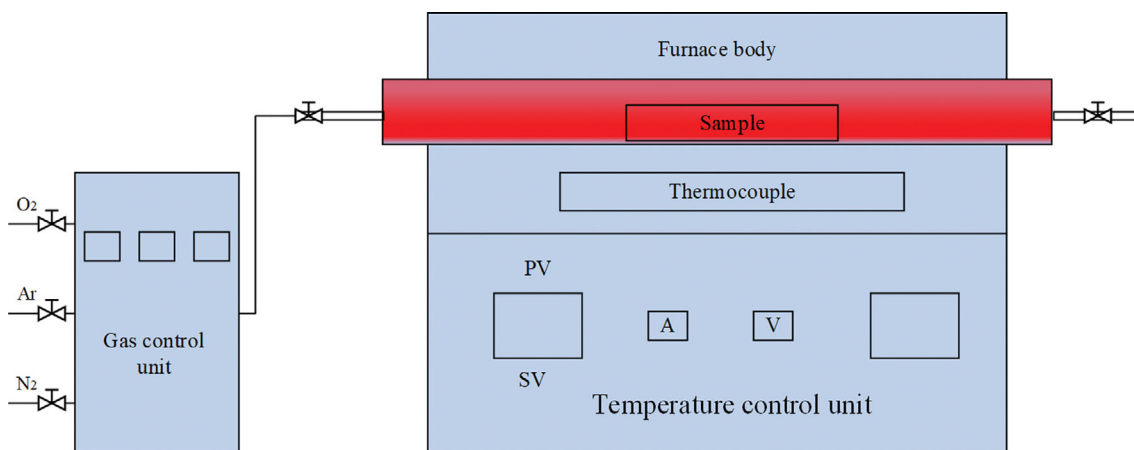 Furnace body
Sample
Thermocouple
O2
Ar
N2
Gas control
unit
PV
A
V
SV
Temperature control unit